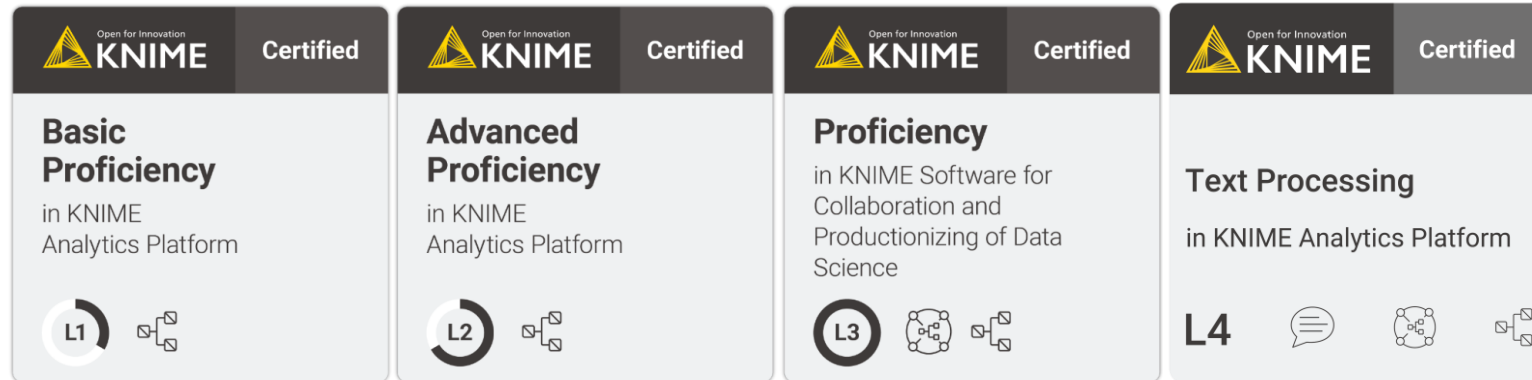 Open for Innovation
KNIME
Certified
Basic
Proficiency
in KNIME
Analytics Platform
L1
Open for Innovation
KNIME
Certified
Advanced
Proficiency
in KNIME
Analytics Platform
L2
Open for Innovation
KNIME
Certified
Proficiency
in KNIME Software for
Collaboration and
Productionizing of Data
Science
L3
Open for Innovation
KNIME
Certified
Text Processing
in KNIME Analytics Platform
L4